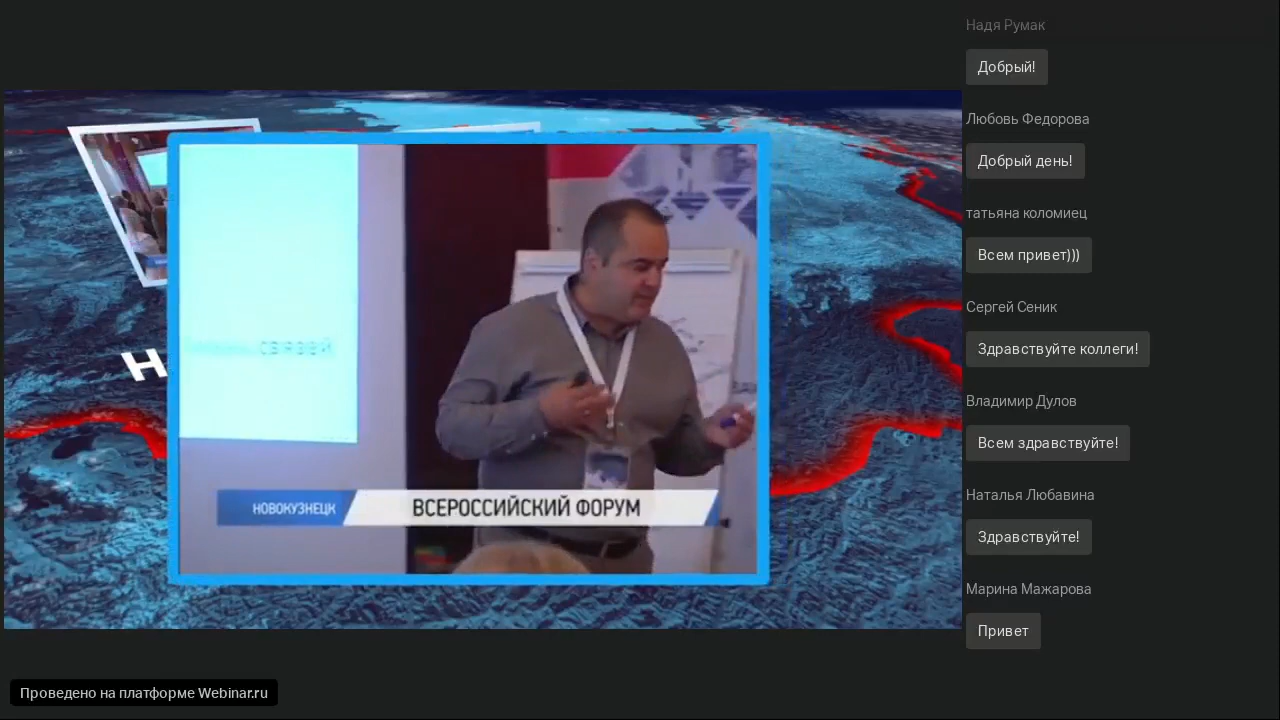 Надя Румак
Добрый!
Любовь Федорова
Добрый день!
татьяна коломиец
Всем привет)))
Сергей Сеник
Здравствуйте коллеги!
Владимир Дулов
Всем здравствуйте!
Наталья Любавина
Здравствуйте!
Марина Мажарова
Привет
связей
НОВОКУЗНЕЦК
ВСЕРОССИЙСКИЙ ФОРУМ
Проведено на платформе Webinar.ru